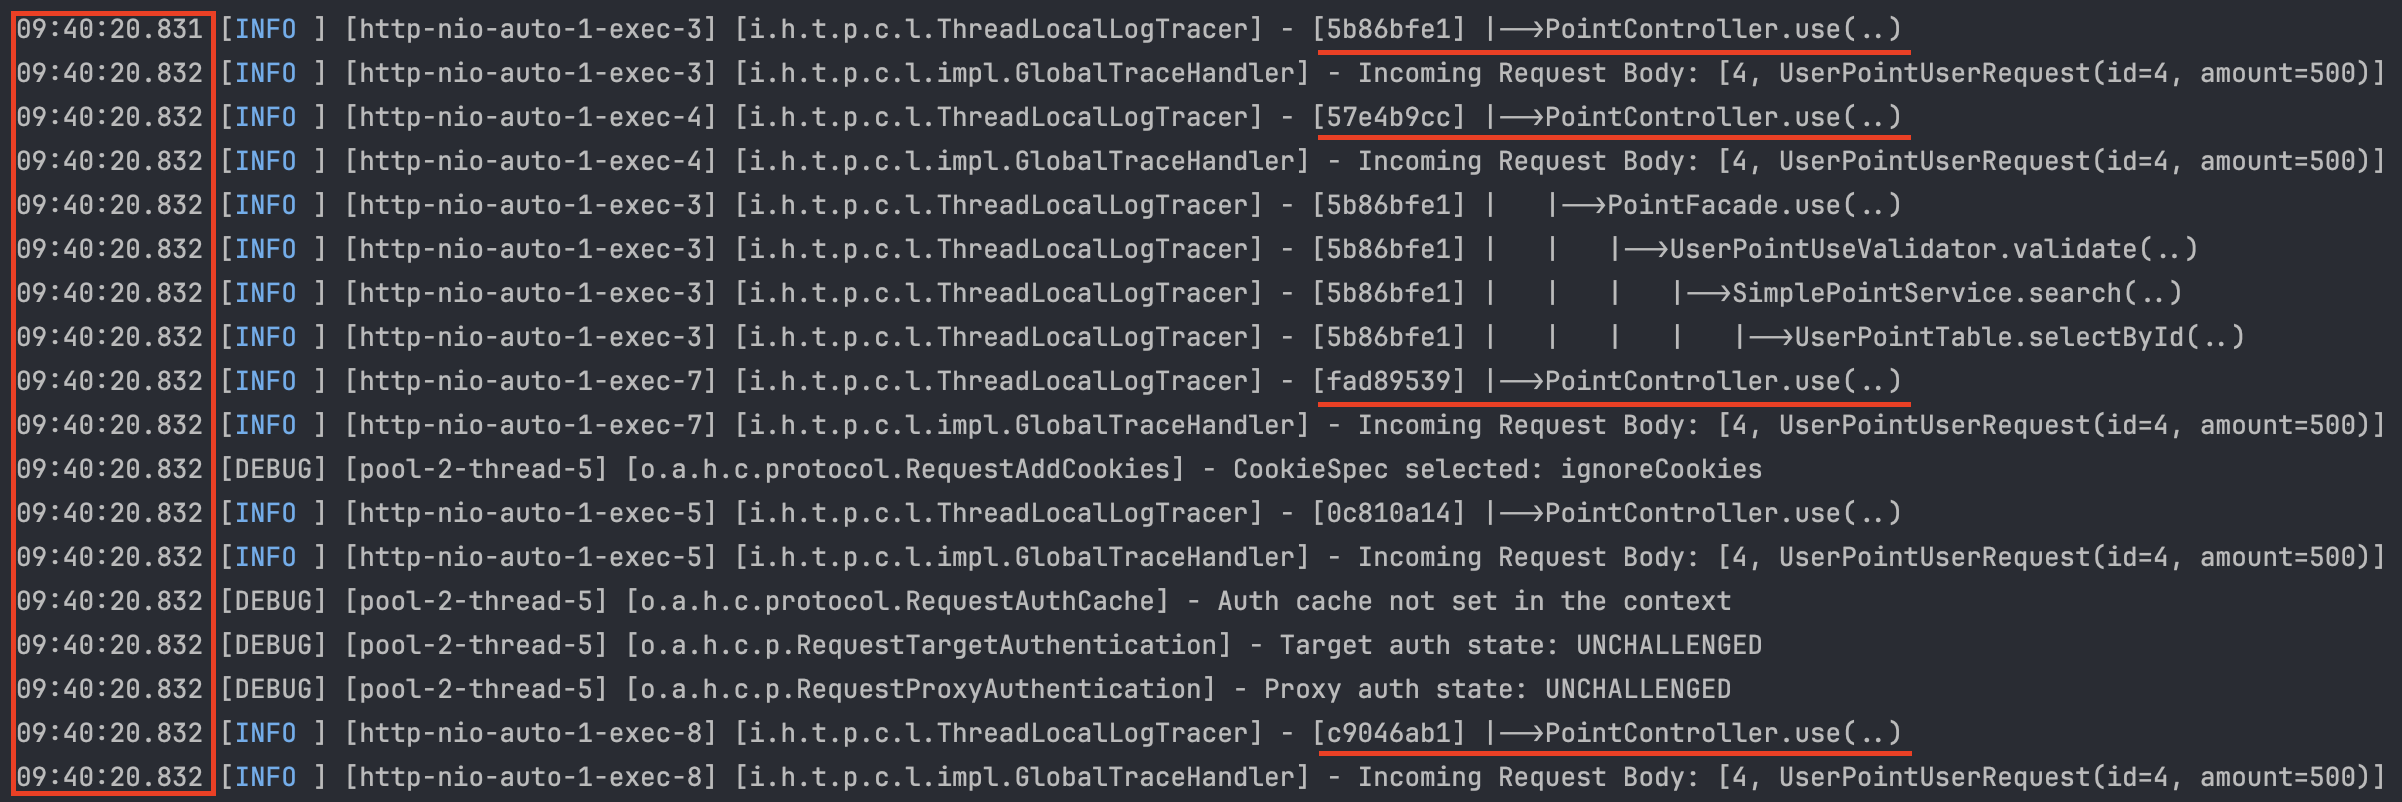 09:40:20.831 [INFO ] [http-nio-auto-1-exec-3] [i.h.t.p.c.l.ThreadLocalLogTracer] - [5b86bfe1] |-->PointController.use(..)
09:40:20.832 [INFO ] [http-nio-auto-1-exec-3] [i.h.t.p.c.l.impl.GlobalTraceHandler] - Incoming Request Body: [4, UserPointUserRequest(id=4, amount=500)]
09:40:20.832 [INFO ] [http-nio-auto-1-exec-4] [i.h.t.p.c.l.ThreadLocalLogTracer] - [57e4b9cc] |-->PointController.use(..)
09:40:20.832 [INFO ] [http-nio-auto-1-exec-4] [i.h.t.p.c.l.impl.GlobalTraceHandler] - Incoming Request Body: [4, UserPointUserRequest(id=4, amount=500)]
09:40:20.832 [INFO ] [http-nio-auto-1-exec-3] [i.h.t.p.c.l.ThreadLocalLogTracer] - [5b86bfe1] |   |-->PointFacade.use(..)
09:40:20.832 [INFO ] [http-nio-auto-1-exec-3] [i.h.t.p.c.l.ThreadLocalLogTracer] - [5b86bfe1] |   |   |-->UserPointUseValidator.validate(..)
09:40:20.832 [INFO ] [http-nio-auto-1-exec-3] [i.h.t.p.c.l.ThreadLocalLogTracer] - [5b86bfe1] |   |   |   |-->SimplePointService.search(..)
09:40:20.832 [INFO ] [http-nio-auto-1-exec-3] [i.h.t.p.c.l.ThreadLocalLogTracer] - [5b86bfe1] |   |   |   |   |-->UserPointTable.selectById(..)
09:40:20.832 [INFO ] [http-nio-auto-1-exec-7] [i.h.t.p.c.l.ThreadLocalLogTracer] - [fad89539] |-->PointController.use(..)
09:40:20.832 [INFO ] [http-nio-auto-1-exec-7] [i.h.t.p.c.l.impl.GlobalTraceHandler] - Incoming Request Body: [4, UserPointUserRequest(id=4, amount=500)]
09:40:20.832 [DEBUG] [pool-2-thread-5] [o.a.h.c.protocol.RequestAddCookies] - CookieSpec selected: ignoreCookies
09:40:20.832 [INFO ] [http-nio-auto-1-exec-5] [i.h.t.p.c.l.ThreadLocalLogTracer] - [0c810a14] |-->PointController.use(..)
09:40:20.832 [INFO ] [http-nio-auto-1-exec-5] [i.h.t.p.c.l.impl.GlobalTraceHandler] - Incoming Request Body: [4, UserPointUserRequest(id=4, amount=500)]
09:40:20.832 [DEBUG] [pool-2-thread-5] [o.a.h.c.protocol.RequestAuthCache] - Auth cache not set in the context
09:40:20.832 [DEBUG] [pool-2-thread-5] [o.a.h.c.p.RequestTargetAuthentication] - Target auth state: UNCHALLENGED
09:40:20.832 [DEBUG] [pool-2-thread-5] [o.a.h.c.p.RequestProxyAuthentication] - Proxy auth state: UNCHALLENGED
09:40:20.832 [INFO ] [http-nio-auto-1-exec-8] [i.h.t.p.c.l.ThreadLocalLogTracer] - [c9046ab1] |-->PointController.use(..)
09:40:20.832 [INFO ] [http-nio-auto-1-exec-8] [i.h.t.p.c.l.impl.GlobalTraceHandler] - Incoming Request Body: [4, UserPointUserRequest(id=4, amount=500)]